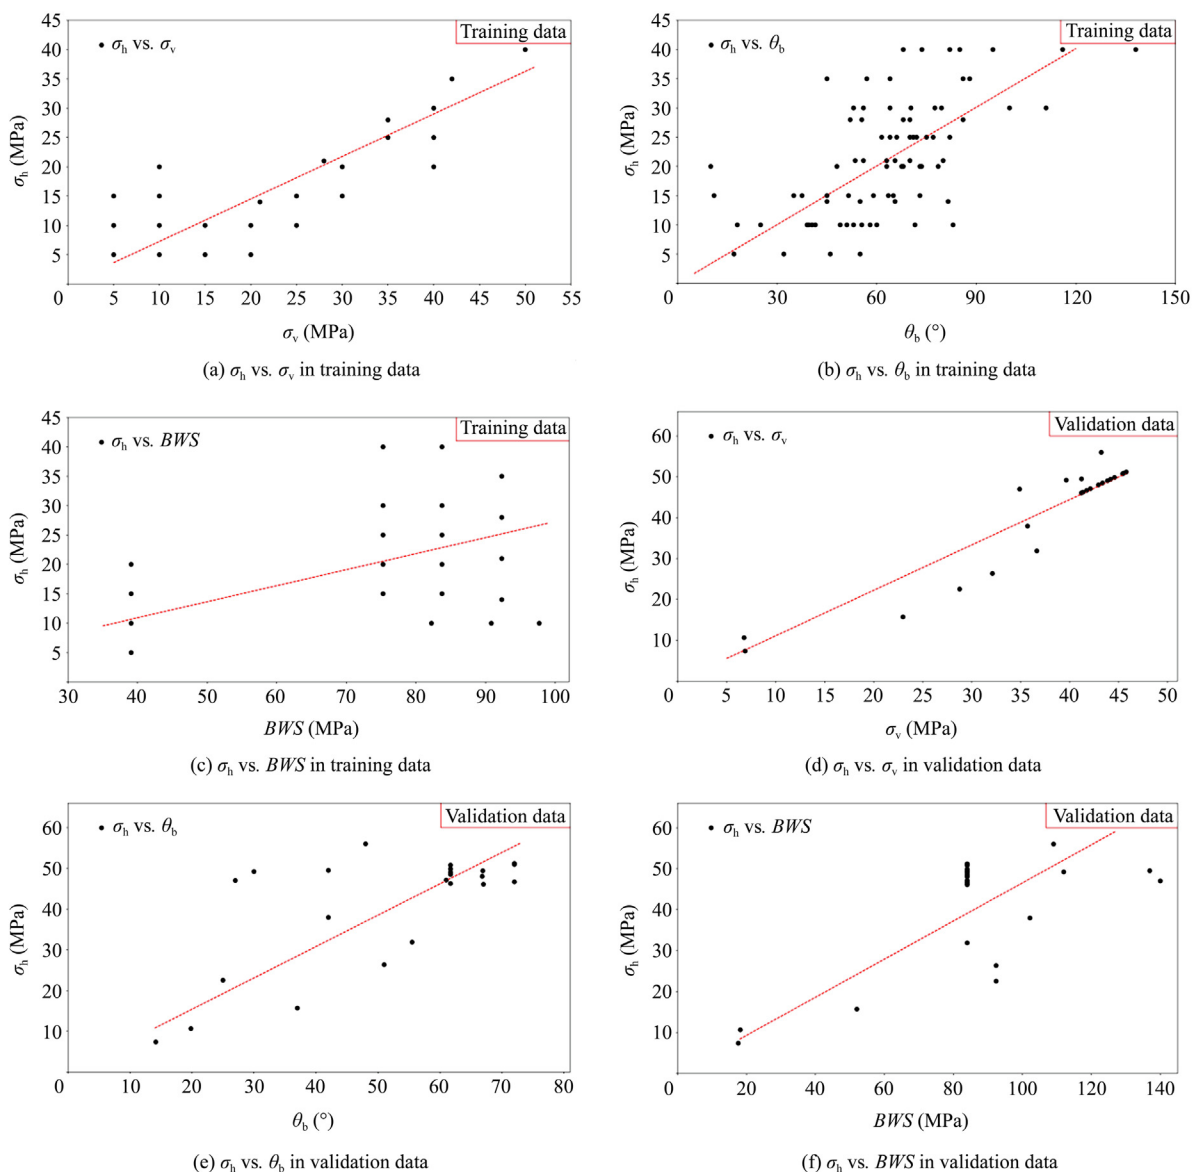 45
40
35
30
25
20
15
10
5
0
σh (MPa)
σh vs. σv
Training data
5 10 15 20 25 30 35 40 45 50 55
σv (MPa)
(a) σh vs. σv in training data
45
40
35
30
25
20
15
10
5
0
σh (MPa)
σh vs. θb
Training data
30 60 90 120 150
θb (°)
(b) σh vs. θb in training data
45
40
35
30
25
20
15
10
5
σh (MPa)
σh vs. BWS
Training data
30 40 50 60 70 80 90 100
BWS (MPa)
(c) σh vs. BWS in training data
60
50
40
30
20
10
0
σh (MPa)
σh vs. σv
Validation data
5 10 15 20 25 30 35 40 45 50
σv (MPa)
(d) σh vs. σv in validation data
60
50
40
30
20
10
0
σh (MPa)
σh vs. θb
Validation data
10 20 30 40 50 60 70 80
θb (°)
(e) σh vs. θb in validation data
60
50
40
30
20
10
0
σh (MPa)
σh vs. BWS
Validation data
20 40 60 80 100 120 140
BWS (MPa)
(f) σh vs. BWS in validation data